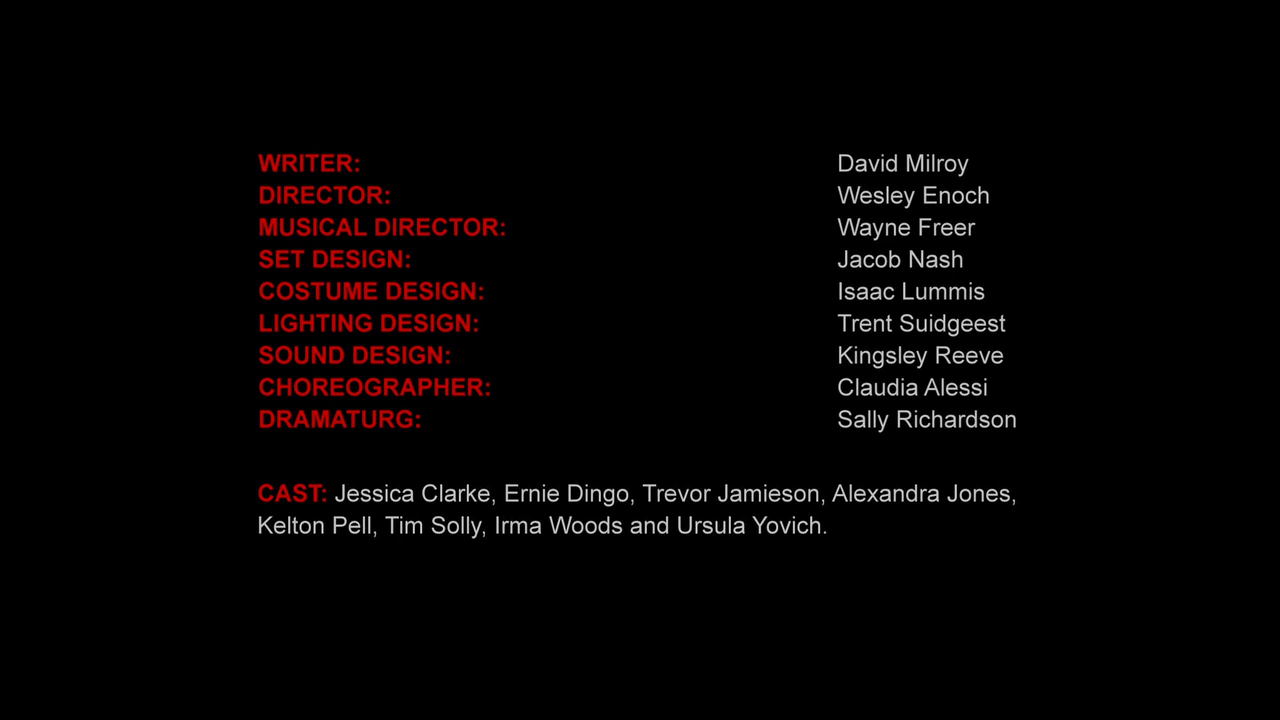 WRITER: David Milroy
DIRECTOR: Wesley Enoch
MUSICAL DIRECTOR: Wayne Freer
SET DESIGN: Jacob Nash
COSTUME DESIGN: Isaac Lummis
LIGHTING DESIGN: Trent Suidgeest
SOUND DESIGN: Kingsley Reeve
CHOREOGRAPHER: Claudia Alessi
DRAMATURG: Sally Richardson
CAST: Jessica Clarke, Ernie Dingo, Trevor Jamieson, Alexandra Jones,
Kelton Pell, Tim Solly, Irma Woods and Ursula Yovich.